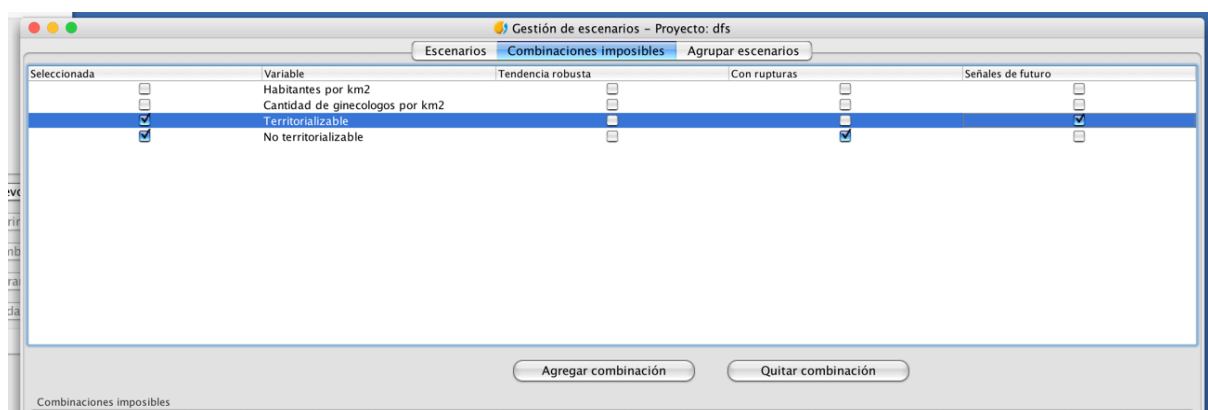 Gestión de escenarios – Proyecto: dfs
Escenarios Combinaciones imposibles Agrupar escenarios
Seleccionada Variable Tendencia robusta Con rupturas Señales de futuro
Habitantes por km2
Cantidad de ginecologos por km2
Territorializable
No territorializable
Agregar combinación Quitar combinación
Combinaciones imposibles